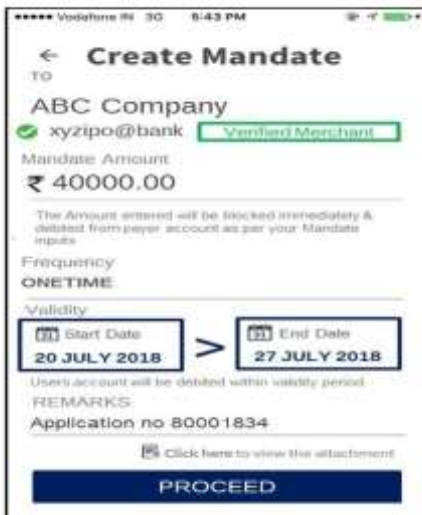 Vodafone IN 3G 5:43 PM
← Create Mandate
TO
ABC Company
xyzipo@bank Verified Merchant
Mandate Amount
₹ 40000.00
The Amount entered will be blocked immediately &
debited from payer account as per your Mandate
inputs
Frequency
ONETIME
Validity
31 Start Date
20 JULY 2018
>
31 End Date
27 JULY 2018
Users account will be debited within validity period.
REMARKS
Application no 80001834
Click here to view the attachment
PROCEED